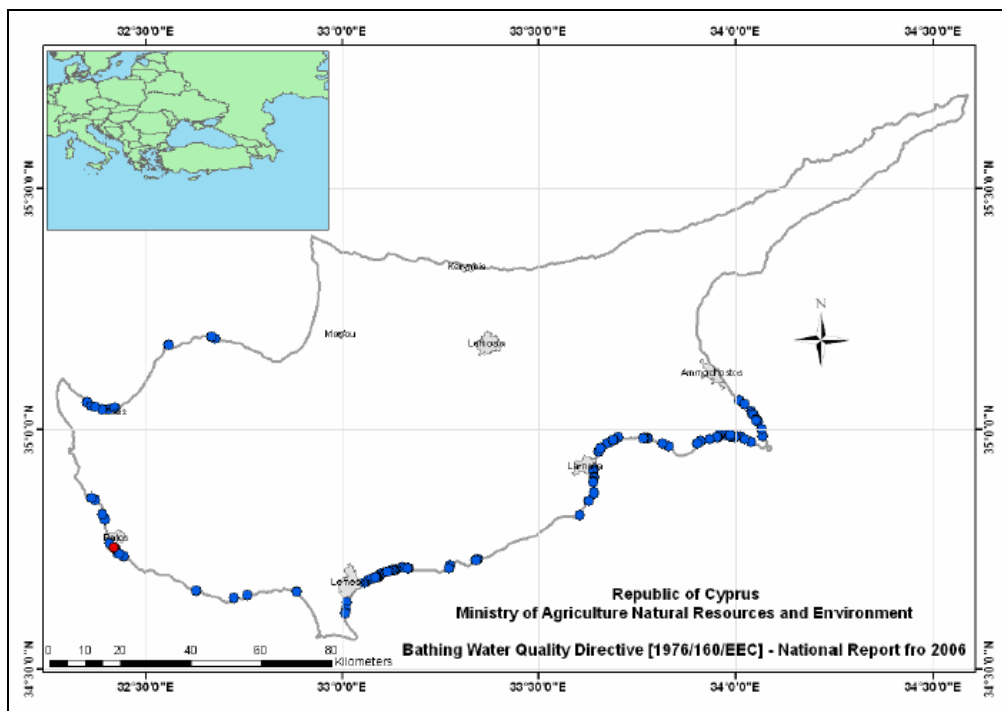 32°30'0"E 33°0'0"E 33°30'0"E 34°0'0"E 34°30'0"E
35°30'0"N
35°30'0"N
N
Lefkosia
Ammochostos
35°0'0"N
35°0'0"N
Larnaka
Pafos
Lemesos
Republic of Cyprus
Ministry of Agriculture Natural Resources and Environment
0 10 20 40 60 80
Kilometers
Bathing Water Quality Directive [1976/160/EEC] - National Report fro 2006
34°30'0"N
34°30'0"N
32°30'0"E 33°0'0"E 33°30'0"E 34°0'0"E 34°30'0"E